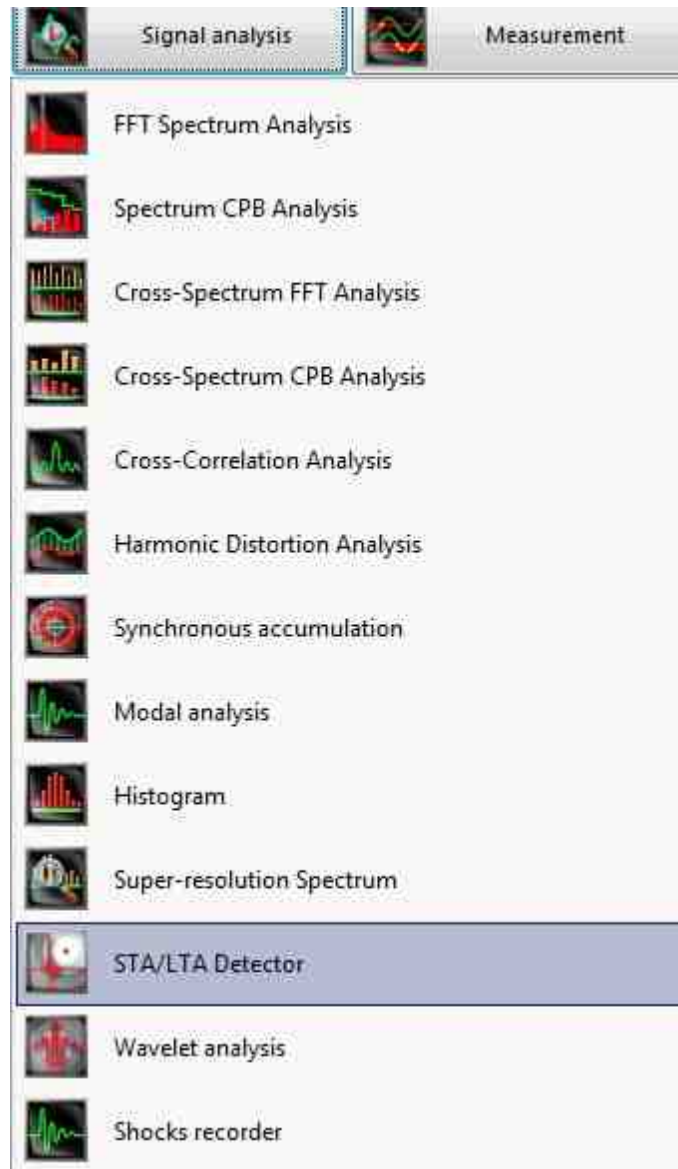 Signal analysis
Measurement
FFT Spectrum Analysis
Spectrum CPB Analysis
Cross-Spectrum FFT Analysis
Cross-Spectrum CPB Analysis
Cross-Correlation Analysis
Harmonic Distortion Analysis
Synchronous accumulation
Modal analysis
Histogram
Super-resolution Spectrum
STA/LTA Detector
Wavelet analysis
Shocks recorder